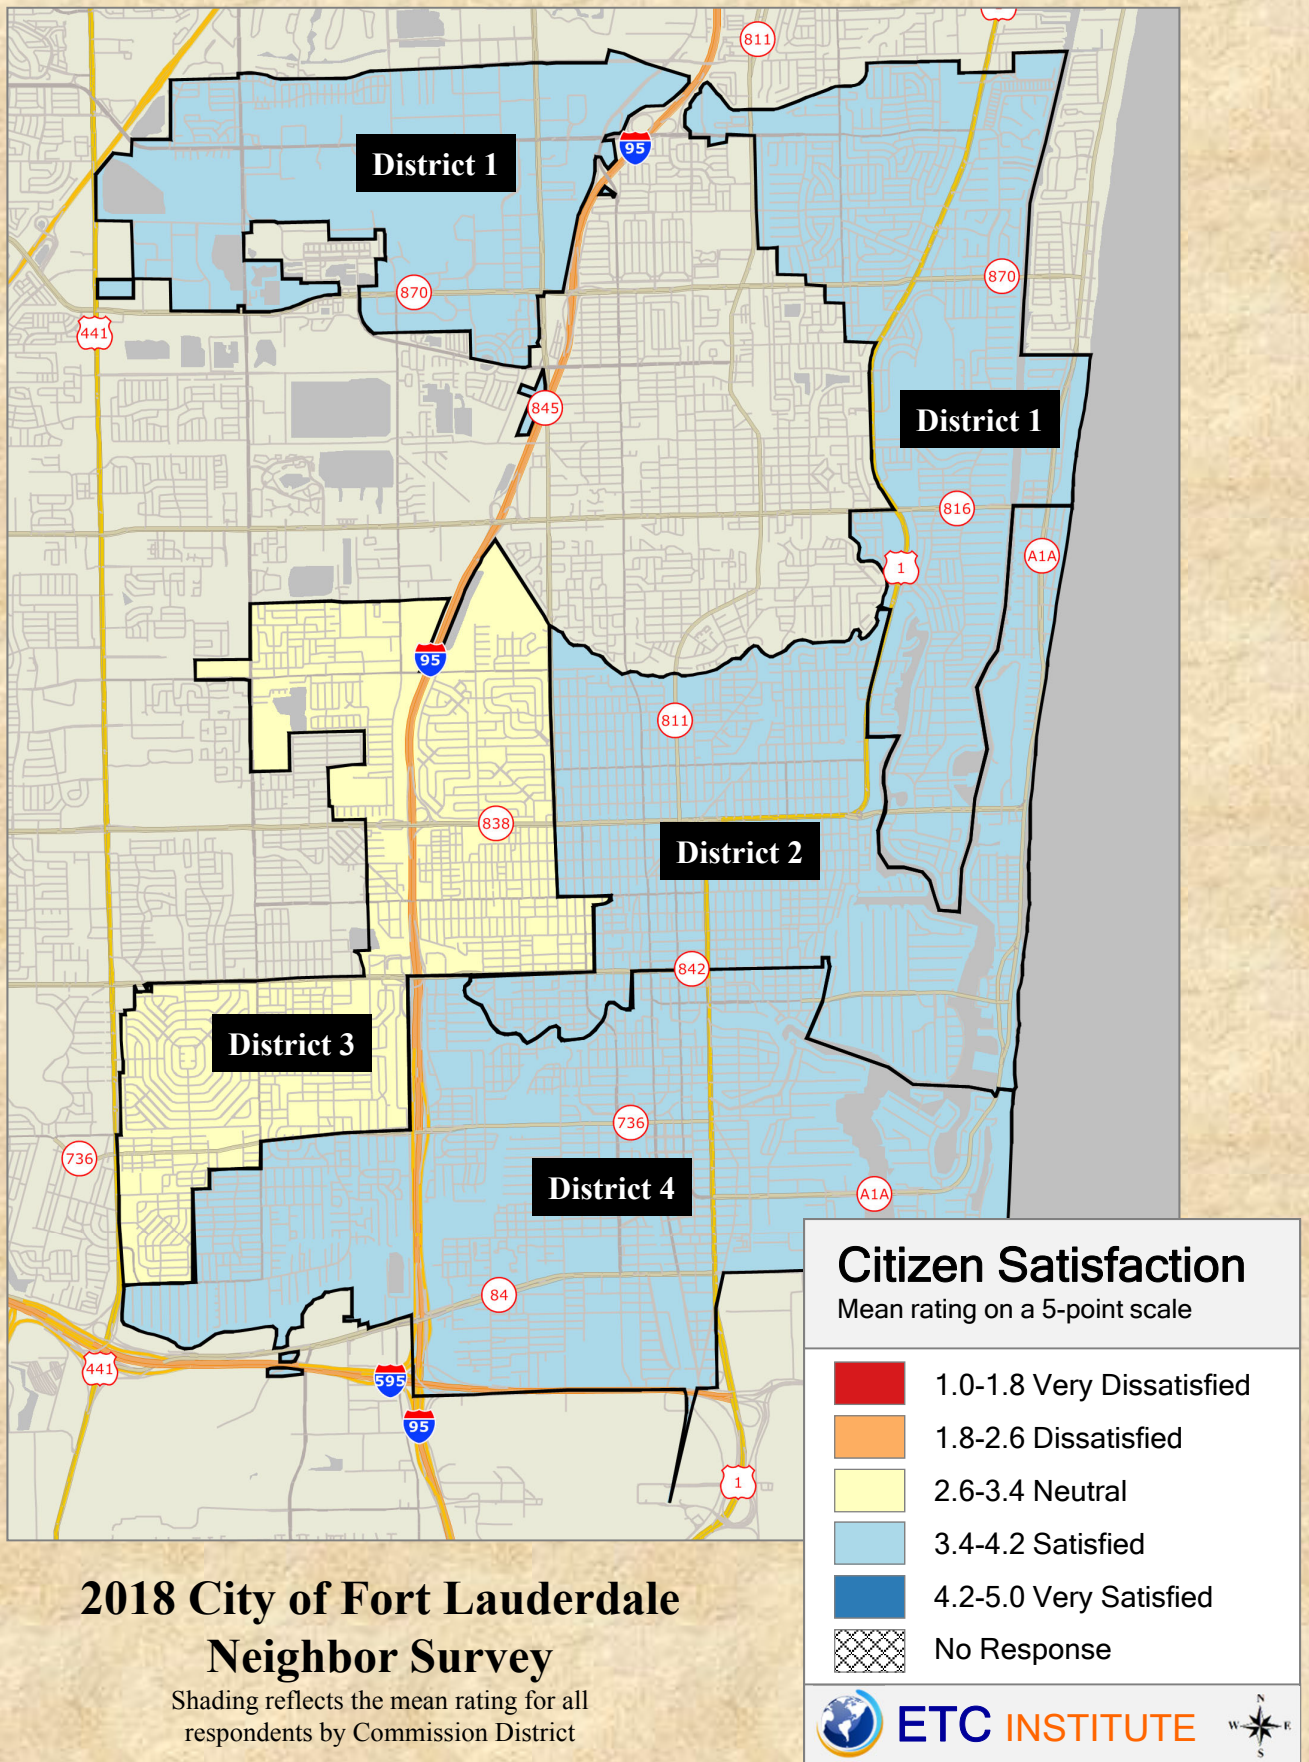 811
95
District 1
870
870
441
845
District 1
816
A1A
1
95
811
838
District 2
842
District 3
736
736
District 4
A1A
84
441
595
95
1
Citizen Satisfaction
Mean rating on a 5-point scale
1.0-1.8 Very Dissatisfied
1.8-2.6 Dissatisfied
2.6-3.4 Neutral
3.4-4.2 Satisfied
4.2-5.0 Very Satisfied
No Response
2018 City of Fort Lauderdale
Neighbor Survey
Shading reflects the mean rating for all
respondents by Commission District
ETC INSTITUTE
N
W E
S